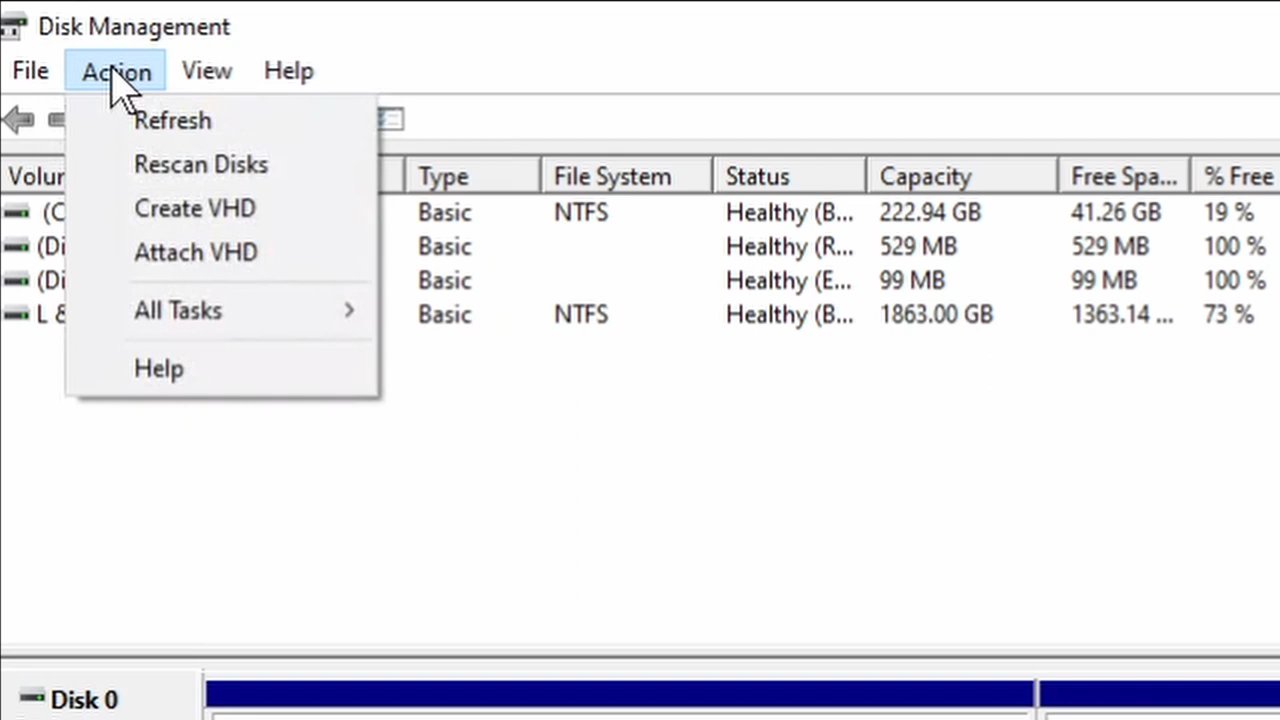 Disk Management
File Action View Help
Refresh
Rescan Disks
Create VHD
Attach VHD
All Tasks
Help
Type File System Status Capacity Free Spa... % Free
(C Basic NTFS Healthy (B... 222.94 GB 41.26 GB 19 %
(Di Basic Healthy (R... 529 MB 529 MB 100 %
(Di Basic Healthy (E... 99 MB 99 MB 100 %
L & Basic NTFS Healthy (B... 1863.00 GB 1363.14 ... 73 %
Disk 0